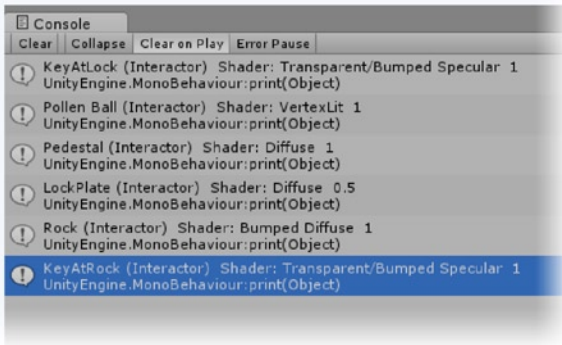 Console
Clear Collapse Clear on Play Error Pause
KeyAtLock (Interactor)  Shader: Transparent/Bumped Specular  1
UnityEngine.MonoBehaviour:print(Object)
Pollen Ball (Interactor)  Shader: VertexLit  1
UnityEngine.MonoBehaviour:print(Object)
Pedestal (Interactor)  Shader: Diffuse  1
UnityEngine.MonoBehaviour:print(Object)
LockPlate (Interactor)  Shader: Diffuse  0.5
UnityEngine.MonoBehaviour:print(Object)
Rock (Interactor)  Shader: Bumped Diffuse  1
UnityEngine.MonoBehaviour:print(Object)
KeyAtRock (Interactor)  Shader: Transparent/Bumped Specular  1
UnityEngine.MonoBehaviour:print(Object)